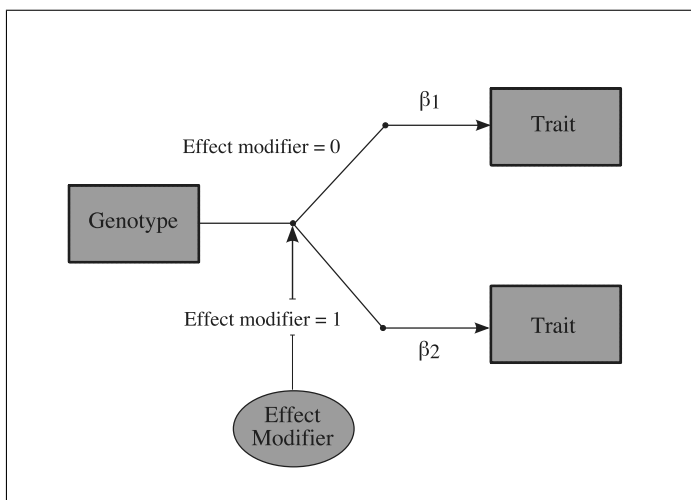 β1
Trait
Effect modifier = 0
Genotype
Effect modifier = 1
Trait
β2
Effect
Modifier